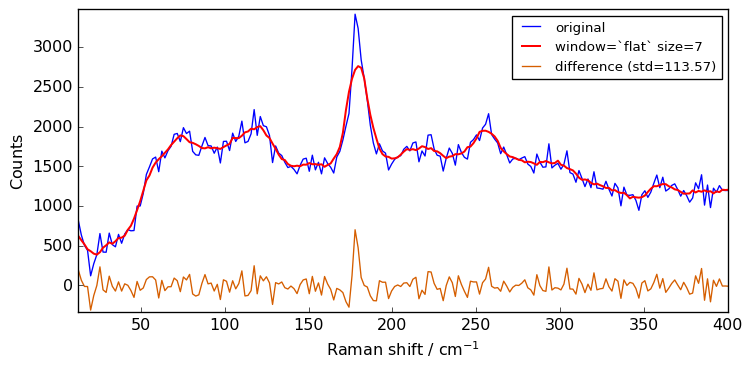 original
window=`flat` size=7
difference (std=113.57)
Counts
3000
2500
2000
1500
1000
500
0
50 100 150 200 250 300 350 400
Raman shift / cm⁻¹